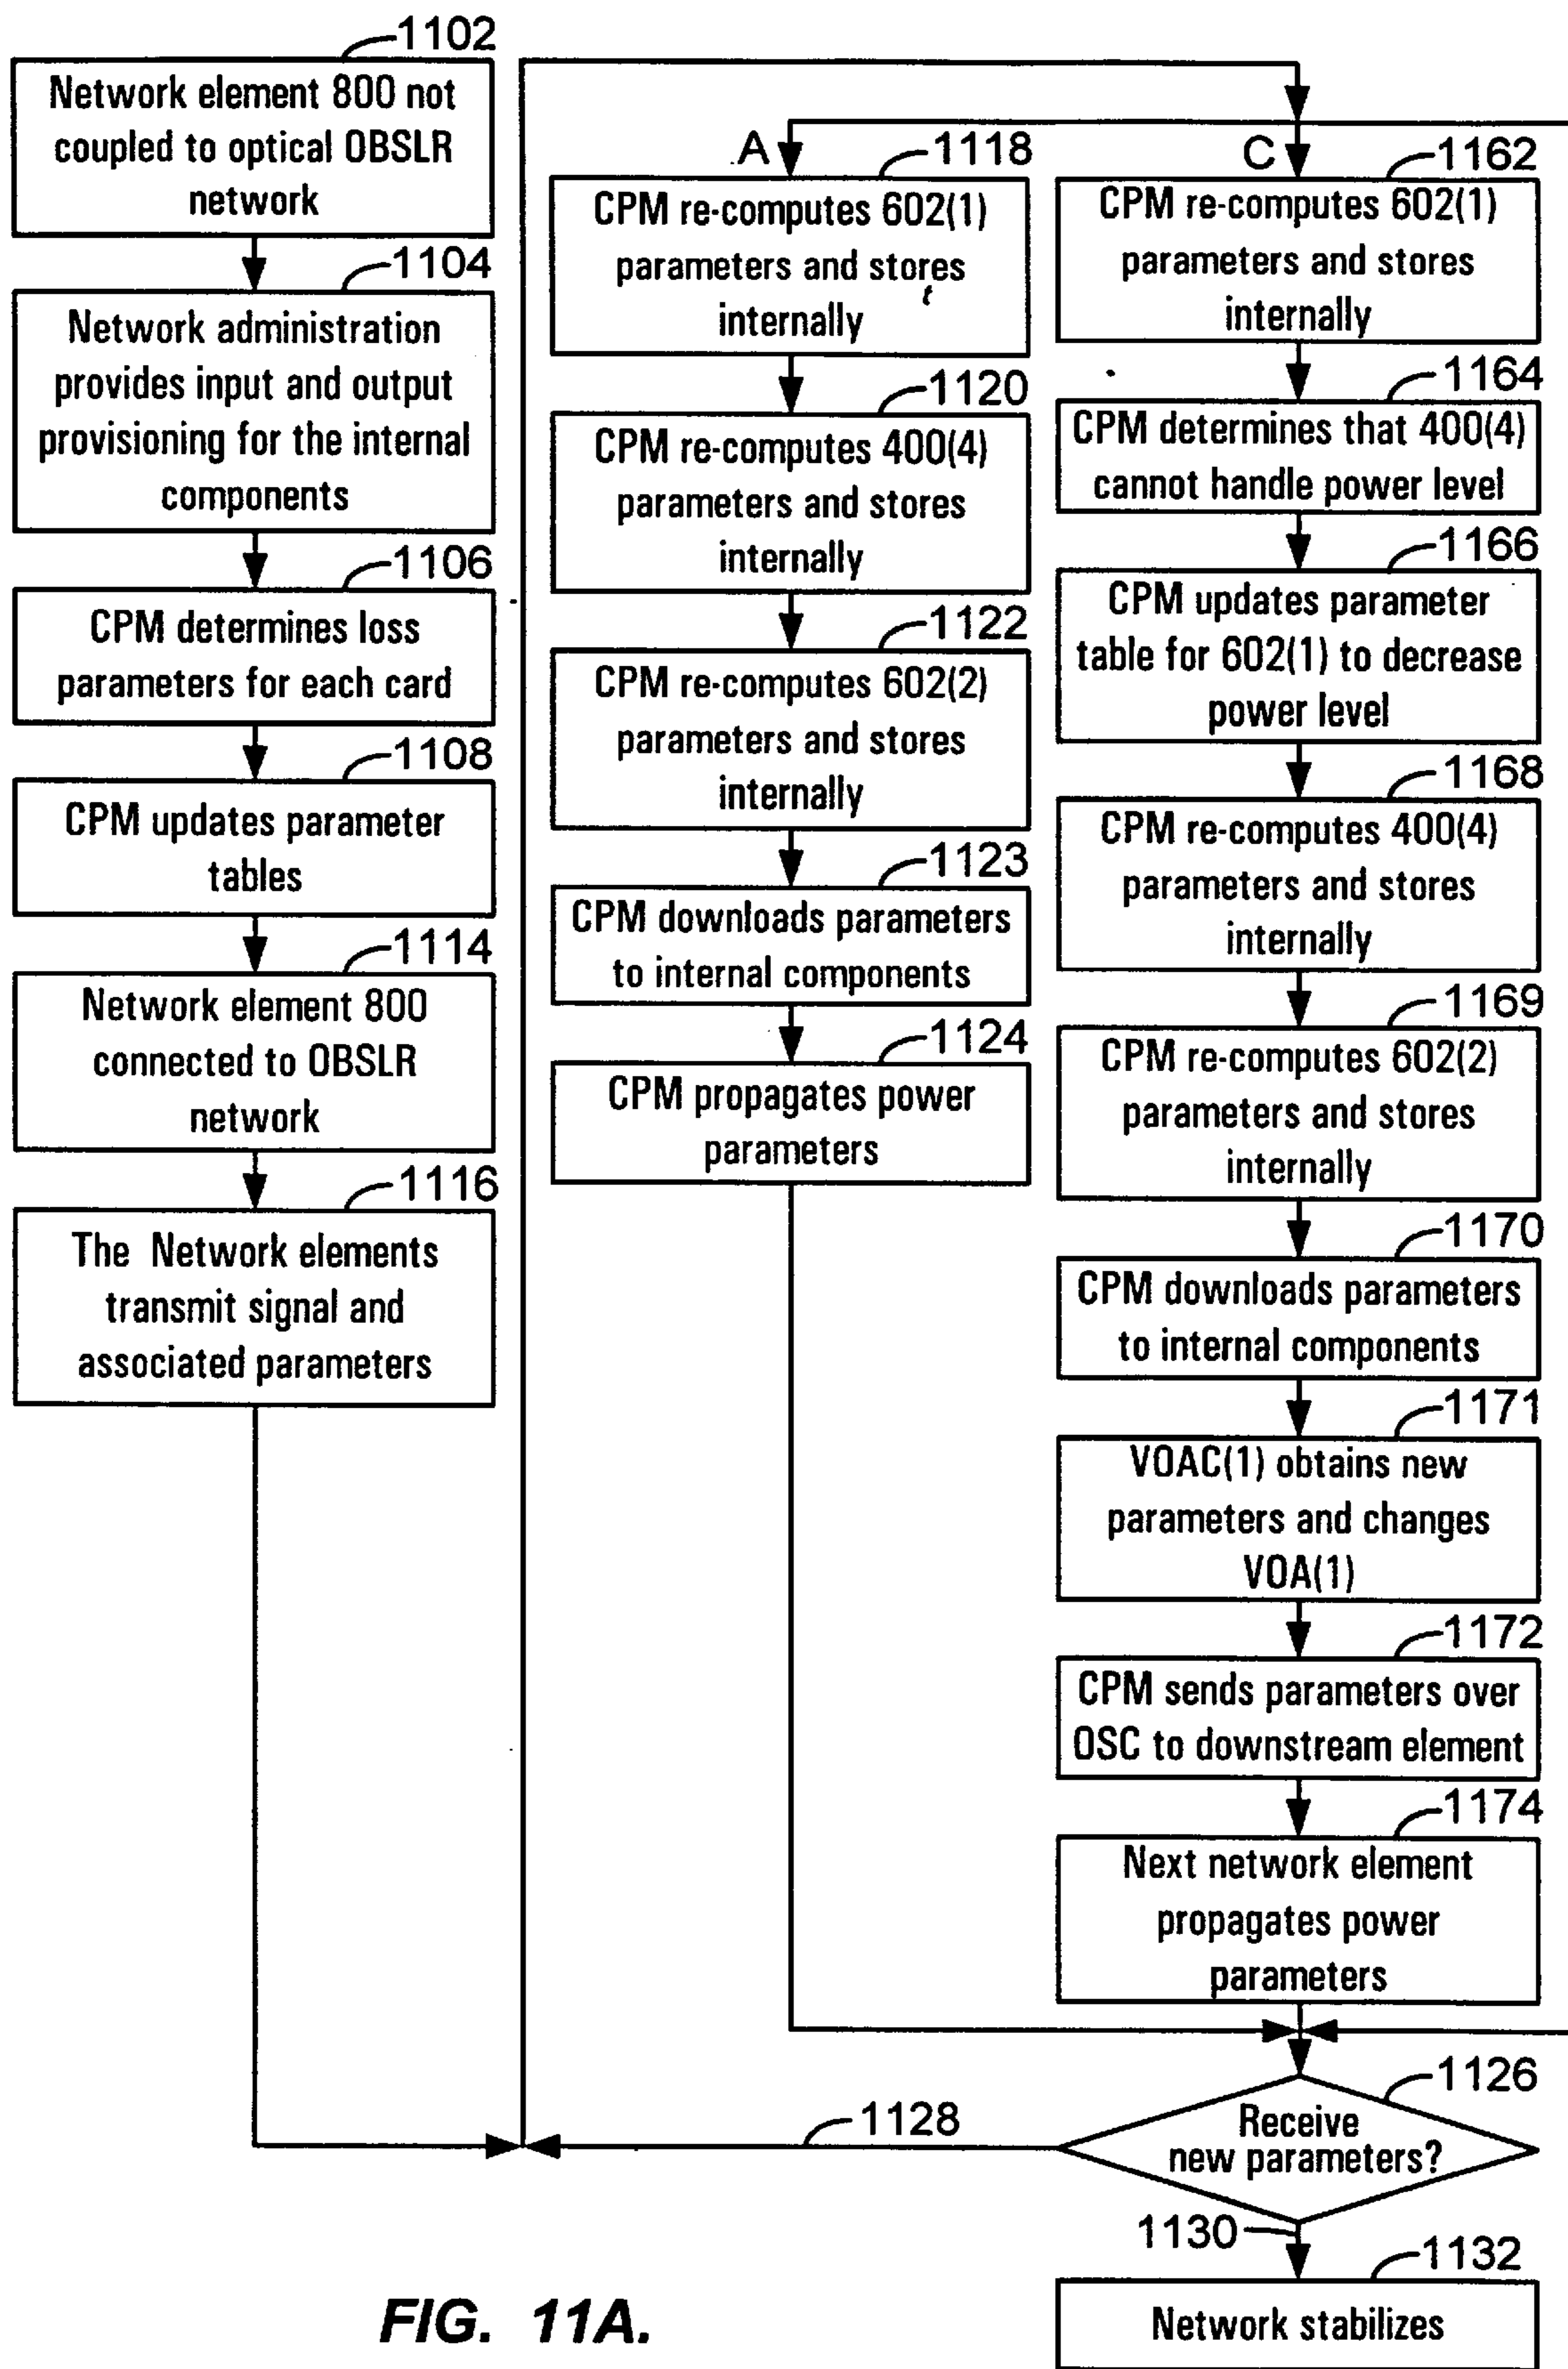 1102
Network element 800 not
coupled to optical OBSLR
network
1104
Network administration
provides input and output
provisioning for the internal
components
1106
CPM determines loss
parameters for each card
1108
CPM updates parameter
tables
1114
Network element 800
connected to OBSLR
network
1116
The Network elements
transmit signal and
associated parameters
A
1118
CPM re-computes 602(1)
parameters and stores
internally
1120
CPM re-computes 400(4)
parameters and stores
internally
1122
CPM re-computes 602(2)
parameters and stores
internally
1123
CPM downloads parameters
to internal components
1124
CPM propagates power
parameters
C
1162
CPM re-computes 602(1)
parameters and stores
internally
1164
CPM determines that 400(4)
cannot handle power level
1166
CPM updates parameter
table for 602(1) to decrease
power level
1168
CPM re-computes 400(4)
parameters and stores
internally
1169
CPM re-computes 602(2)
parameters and stores
internally
1170
CPM downloads parameters
to internal components
1171
VOAC(1) obtains new
parameters and changes
VOA(1)
1172
CPM sends parameters over
OSC to downstream element
1174
Next network element
propagates power
parameters
1126
Receive
new parameters?
1128
1130
1132
Network stabilizes
FIG. 11A.